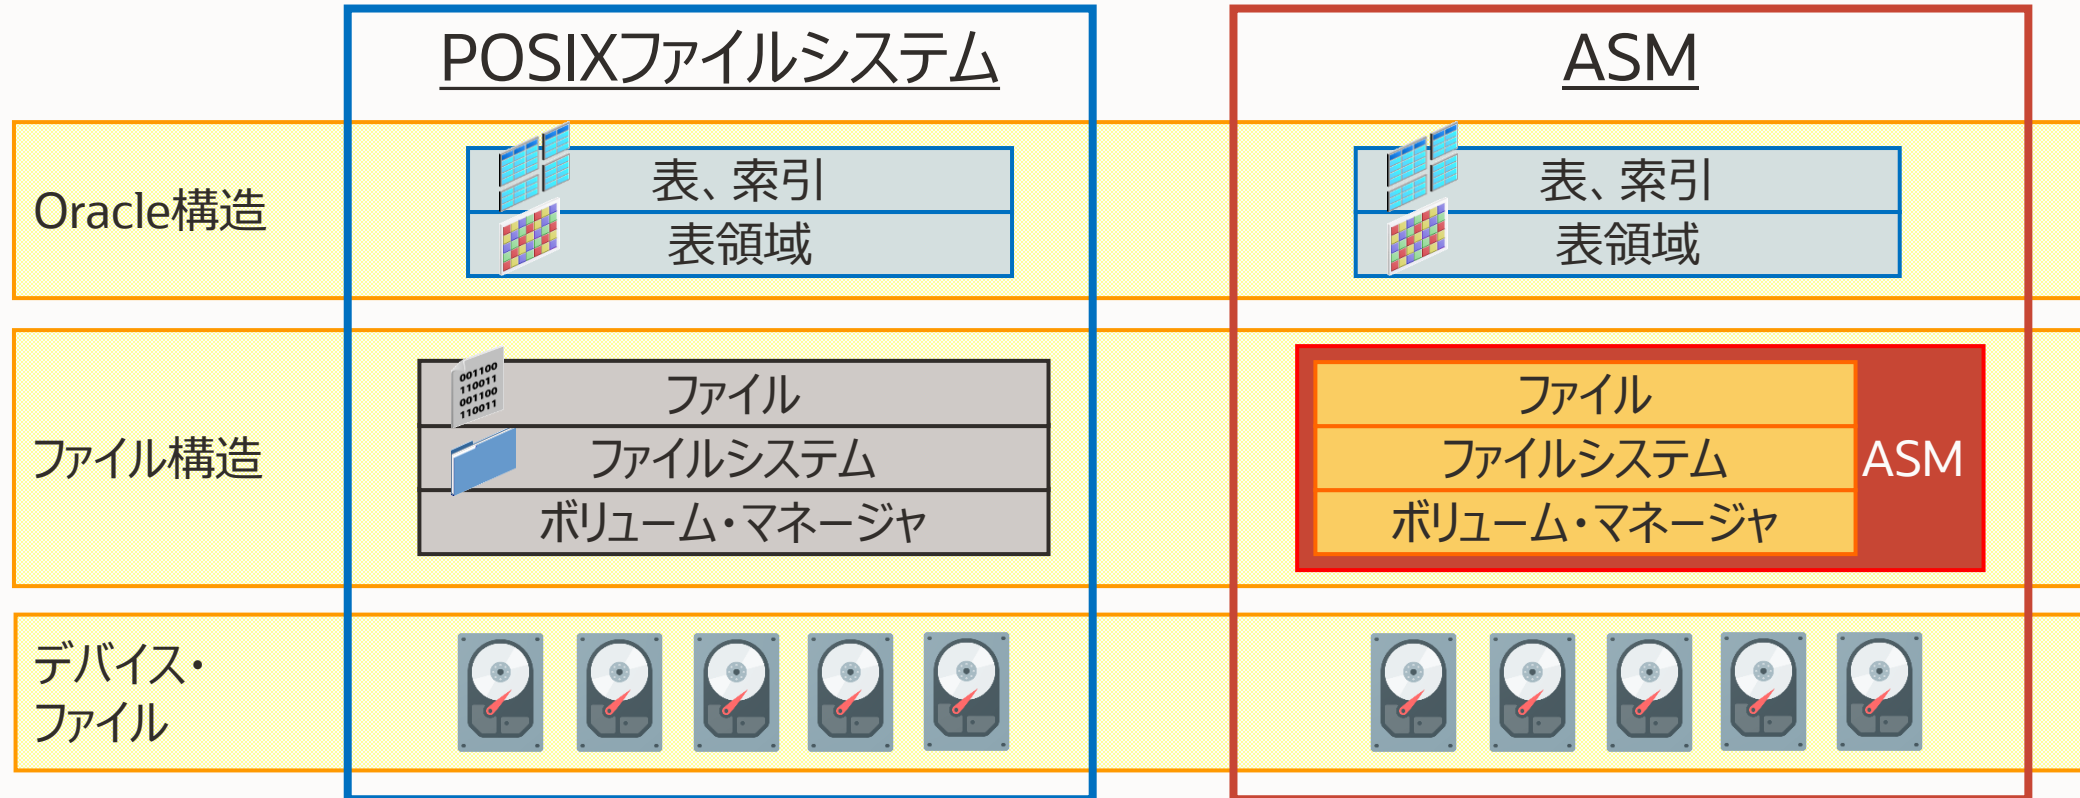 POSIXファイルシステム
ASM
Oracle構造
表、索引
表領域
表、索引
表領域
ファイル構造
001100
110011
001100
110011
ファイル
ファイルシステム
ボリューム・マネージャ
ファイル
ファイルシステム
ボリューム・マネージャ
ASM
デバイス・
ファイル